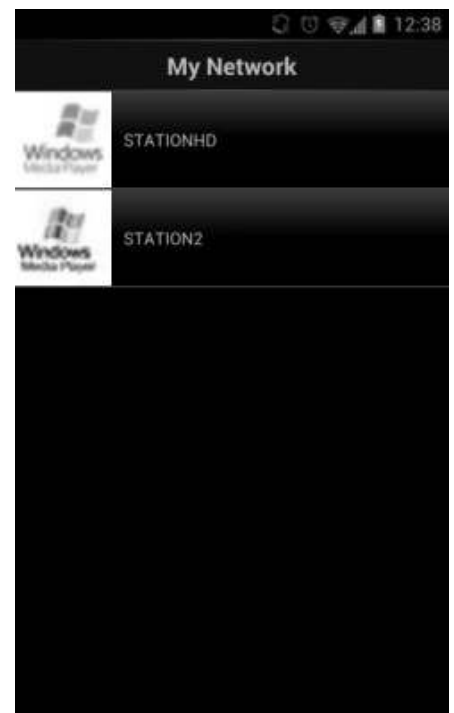 12:38
My Network
Windows
Media Player
STATIONHD
Windows
Media Player
STATION2